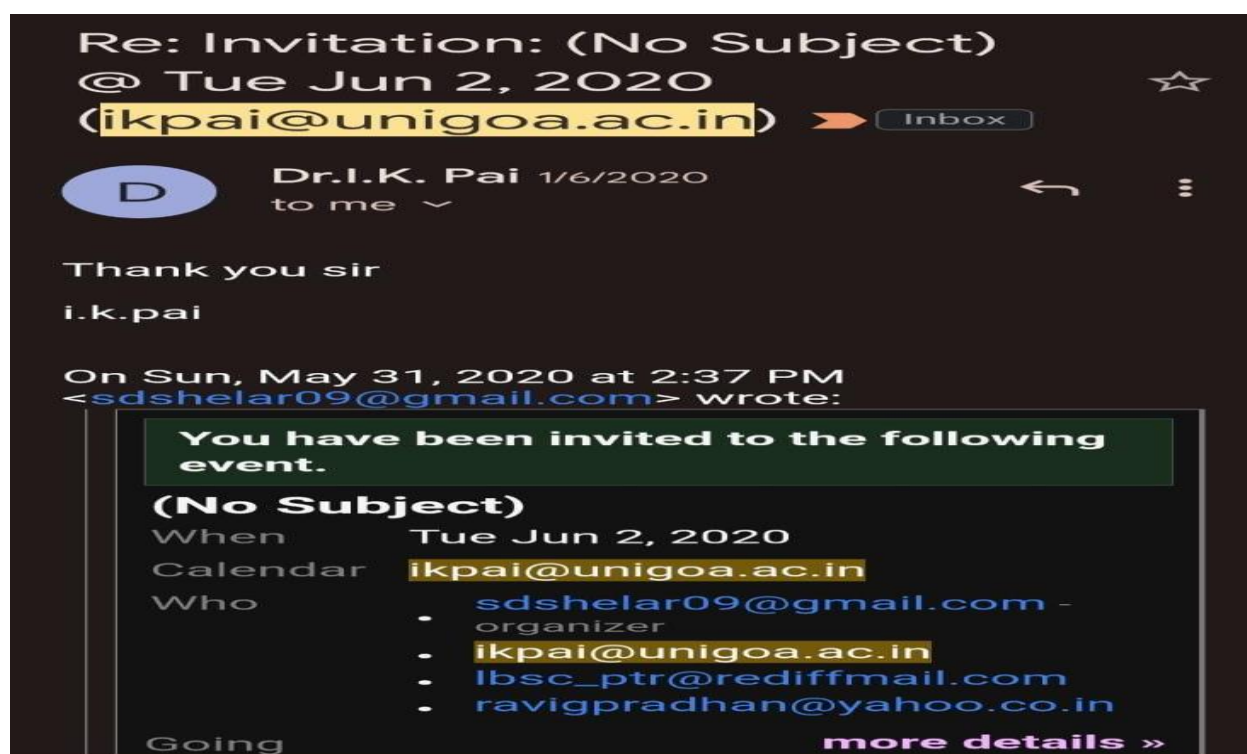 Re: Invitation: (No Subject)
@ Tue Jun 2, 2020
(ikpai@unigoa.ac.in) Inbox
D
Dr.I.K. Pai 1/6/2020
to me
Thank you sir
i.k.pai
On Sun, May 31, 2020 at 2:37 PM
<sdshelar09@gmail.com> wrote:
You have been invited to the following
event.
(No Subject)
When Tue Jun 2, 2020
Calendar ikpai@unigoa.ac.in
Who • sdshelar09@gmail.com -
organizer
• ikpai@unigoa.ac.in
• lbsc_ptr@rediffmail.com
• ravigpradhan@yahoo.co.in
Going more details »